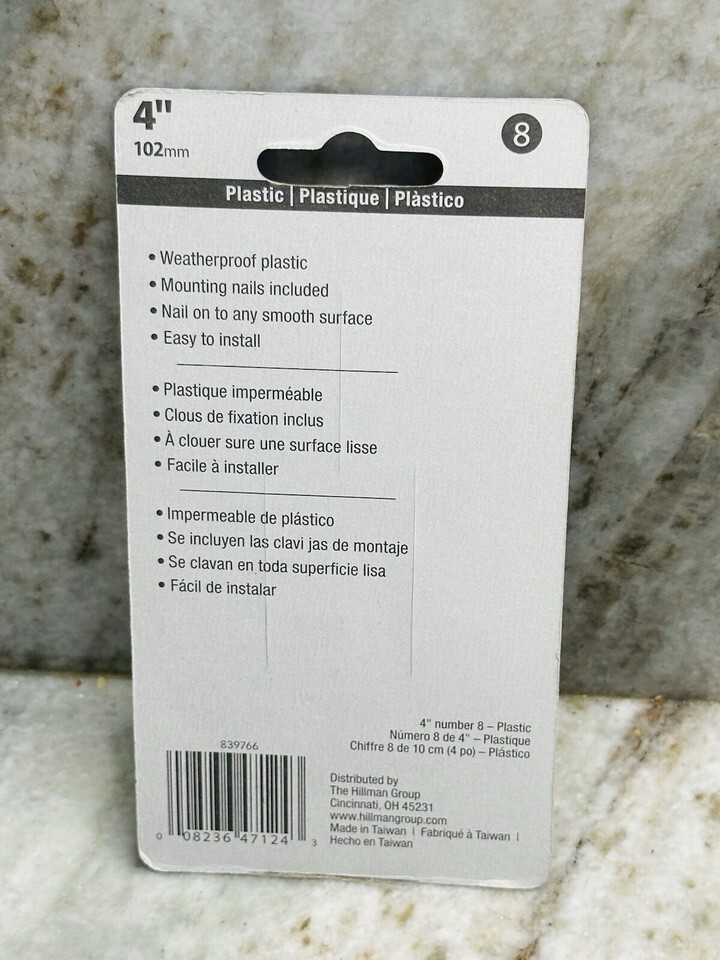 4"
102mm
8
Plastic | Plastique | Plàstico
• Weatherproof plastic
• Mounting nails included
• Nail on to any smooth surface
• Easy to install
• Plastique imperméable
• Clous de fixation inclus
• À clouer sure une surface lisse
• Facile à installer
• Impermeable de plástico
• Se incluyen las clavi jas de montaje
• Se clavan en toda superficie lisa
• Fácil de instalar
4" number 8 – Plastic
Número 8 de 4" – Plastique
Chiffre 8 de 10 cm (4 po) – Plástico
839766
0 08236 47124 3
Distributed by
The Hillman Group
Cincinnati, OH 45231
www.hillmangroup.com
Made in Taiwan | Fabriqué à Taiwan |
Hecho en Taiwan